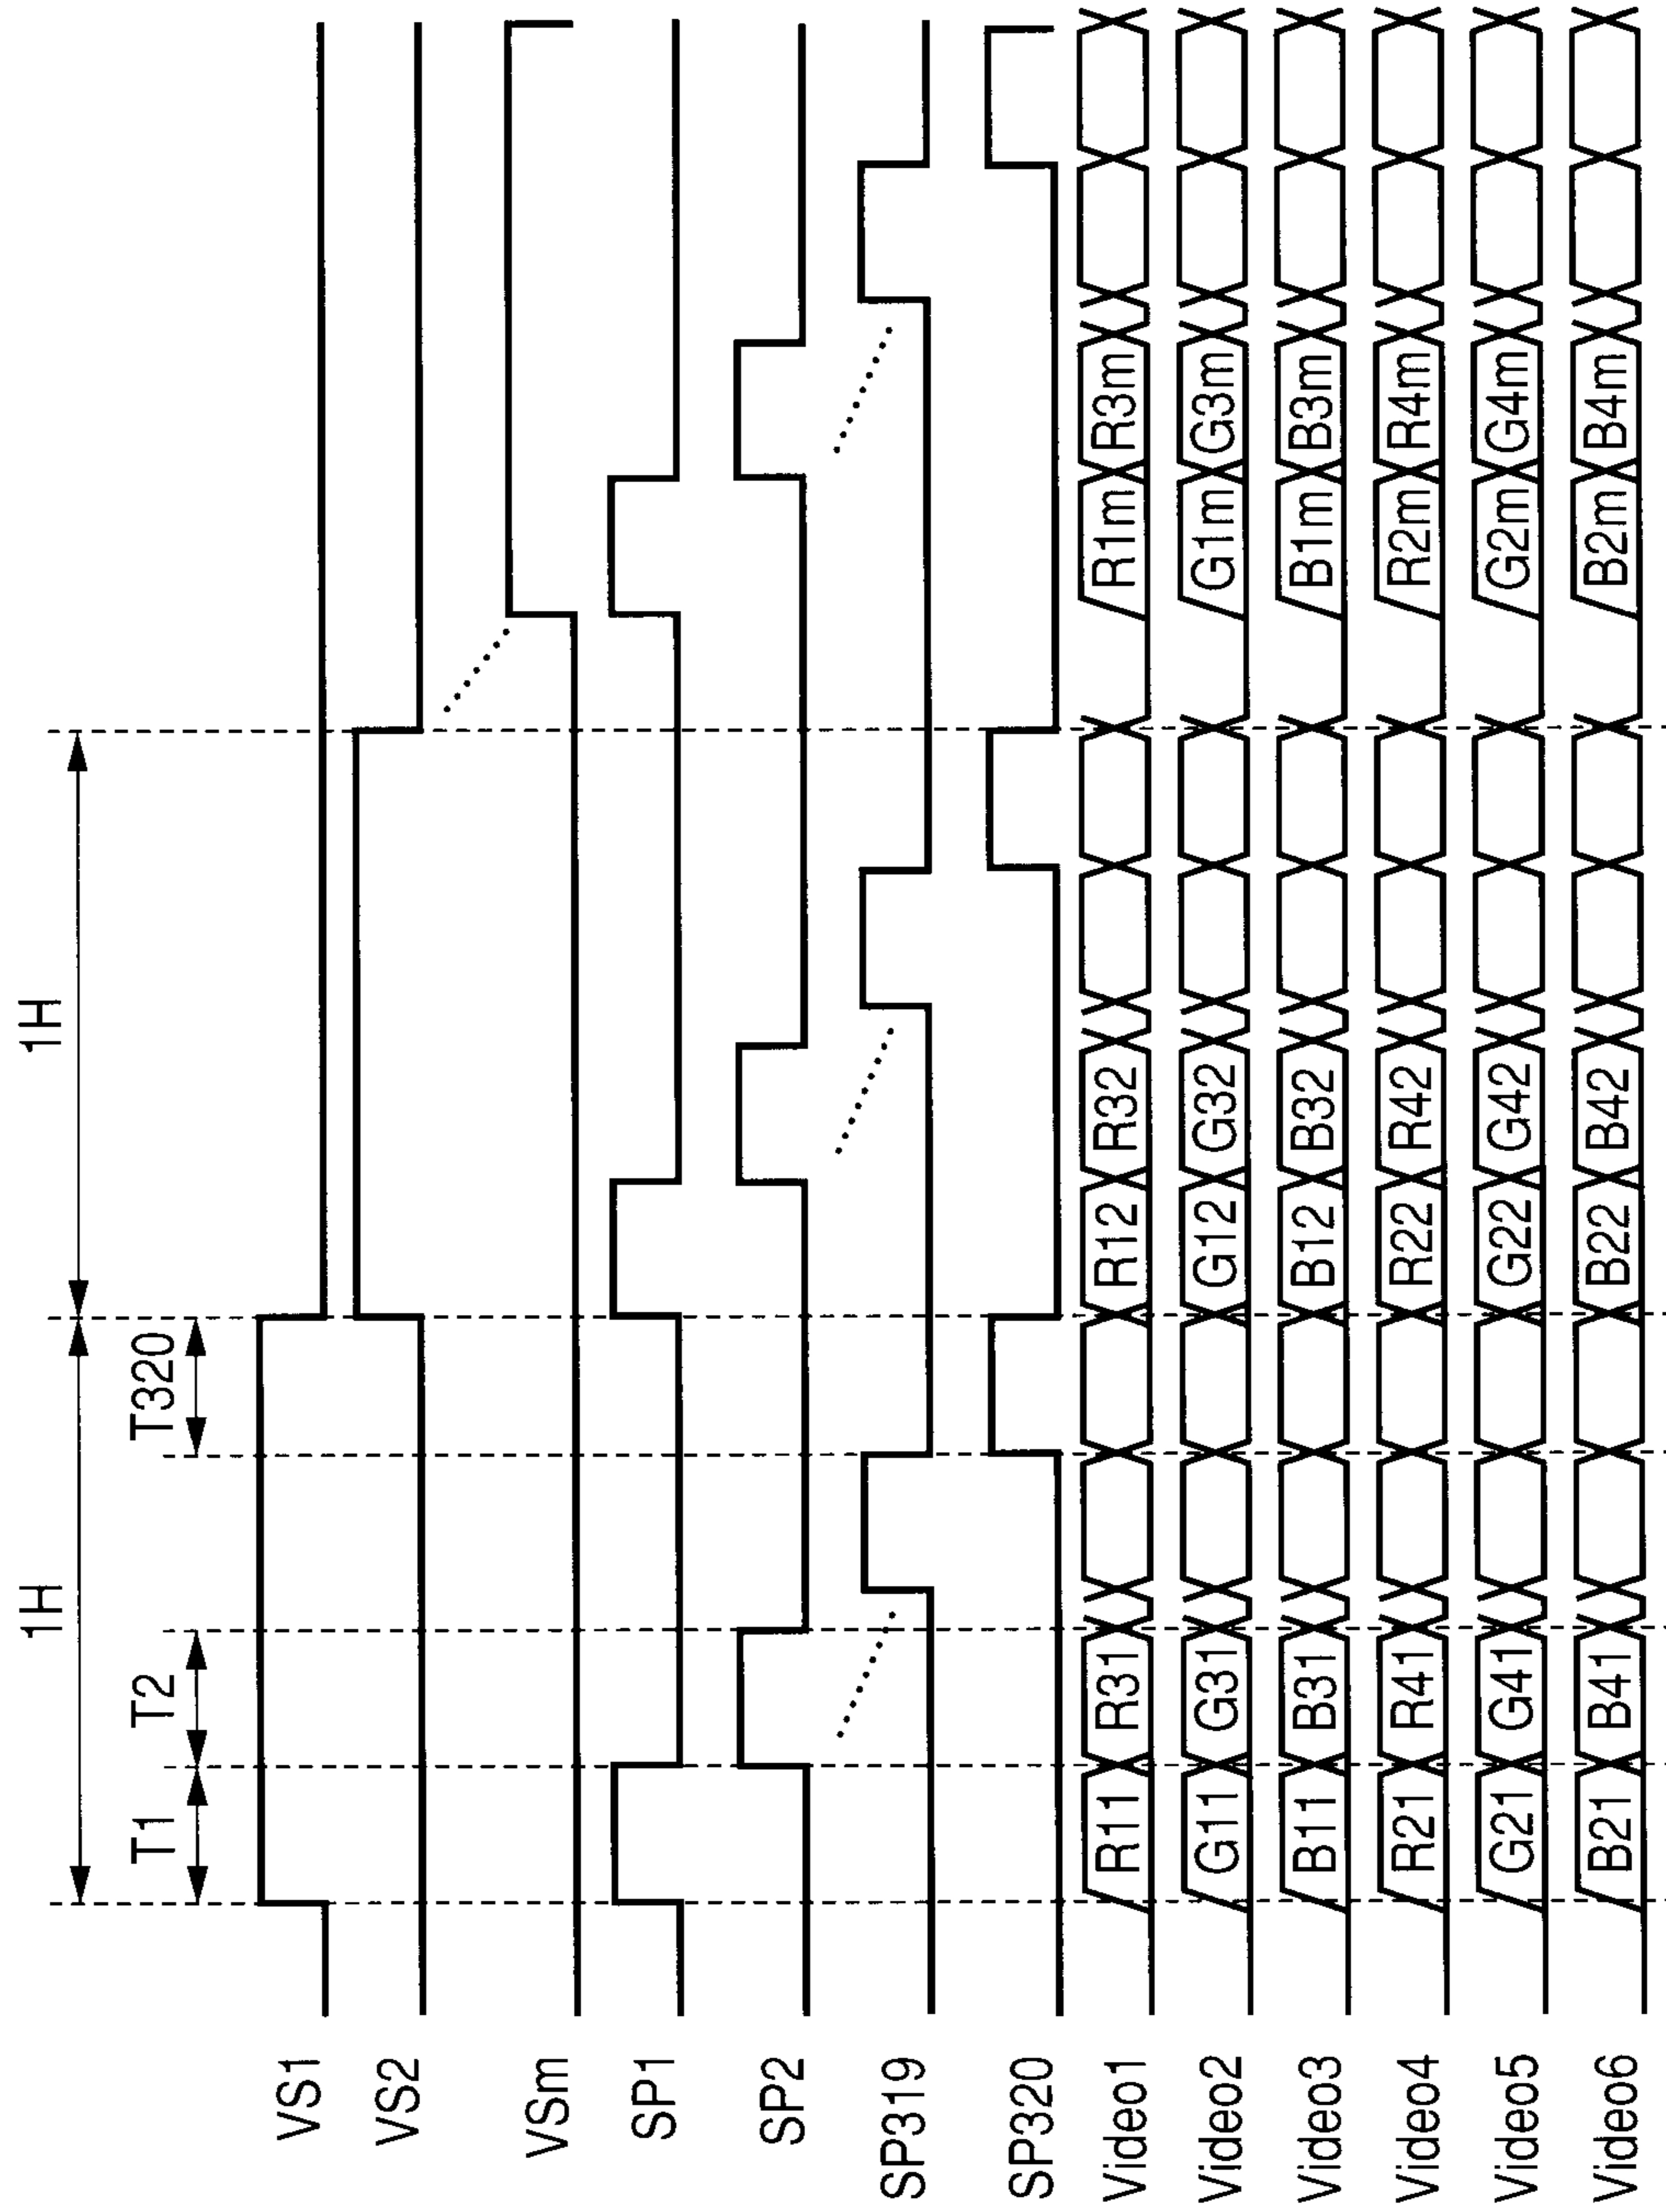 1H 1H
T1 T2 T320
VS1
VS2
VSm
SP1
SP2
SP319
SP320
Video1 R11 R31 R12 R32 R1m R3m
Video2 G11 G31 G12 G32 G1m G3m
Video3 B11 B31 B12 B32 B1m B3m
Video4 R21 R41 R22 R42 R2m R4m
Video5 G21 G41 G22 G42 G2m G4m
Video6 B21 B41 B22 B42 B2m B4m